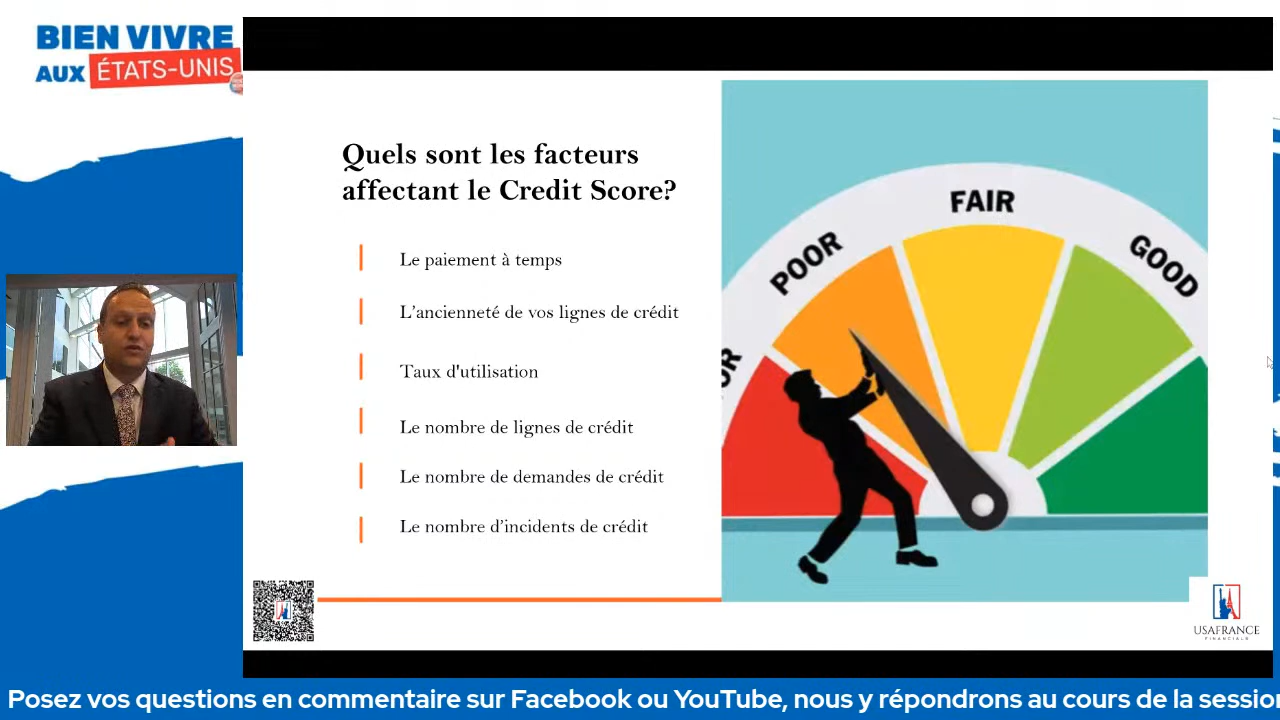 BIEN VIVRE
AUX ÉTATS-UNIS
Quels sont les facteurs
affectant le Credit Score?
Le paiement à temps
L’ancienneté de vos lignes de crédit
Taux d'utilisation
Le nombre de lignes de crédit
Le nombre de demandes de crédit
Le nombre d’incidents de crédit
POOR
FAIR
GOOD
USAFRANCE
FINANCIALS
Posez vos questions en commentaire sur Facebook ou YouTube, nous y répondrons au cours de la sessio